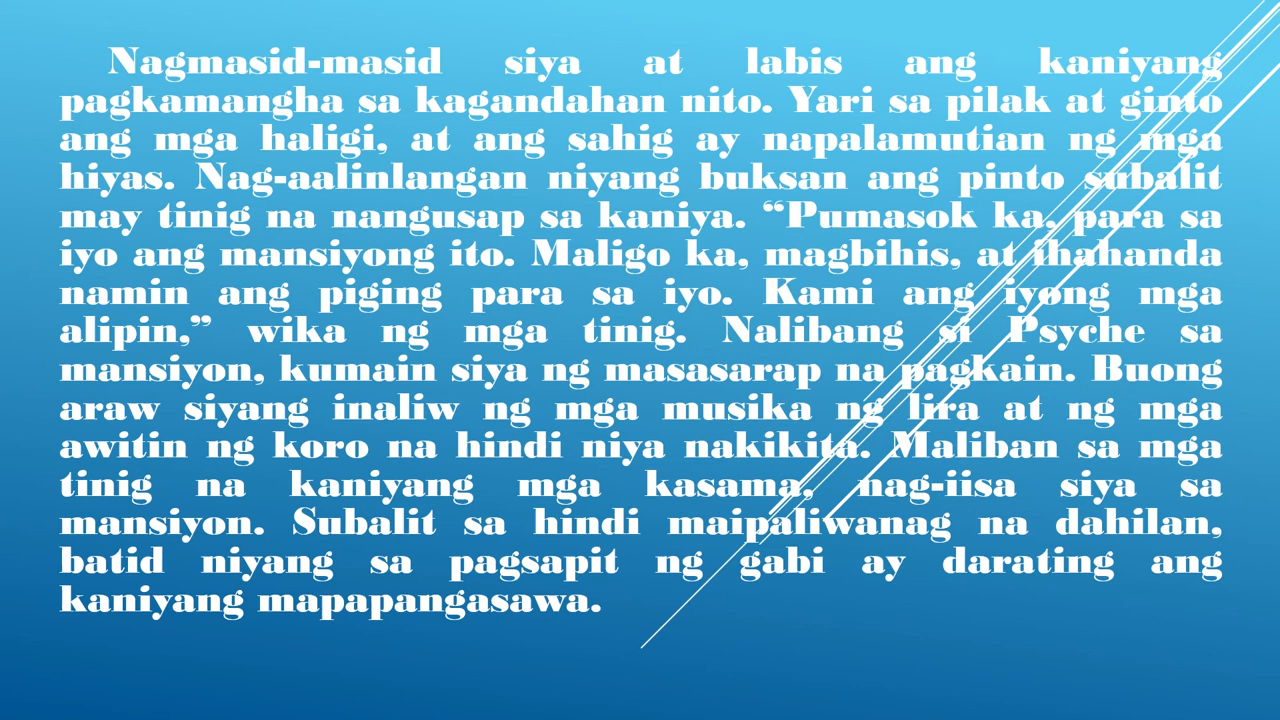 Nagmasid-masid siya at labis ang kaniyang
pagkamangha sa kagandahan nito. Yari sa pilak at ginto
ang mga haligi, at ang sahig ay napalamutian ng mga
hiyas. Nag-aalinlangan niyang buksan ang pinto subalit
may tinig na nangusap sa kaniya. “Pumasok ka, para sa
iyo ang mansiyong ito. Maligo ka, magbihis, at ihahanda
namin ang piging para sa iyo. Kami ang iyong mga
alipin,” wika ng mga tinig. Nalibang si Psyche sa
mansiyon, kumain siya ng masasarap na pagkain. Buong
araw siyang inaliw ng mga musika ng lira at ng mga
awitin ng koro na hindi niya nakikita. Maliban sa mga
tinig na kaniyang mga kasama, nag-iisa siya sa
mansiyon. Subalit sa hindi maipaliwanag na dahilan,
batid niyang sa pagsapit ng gabi ay darating ang
kaniyang mapapangasawa.